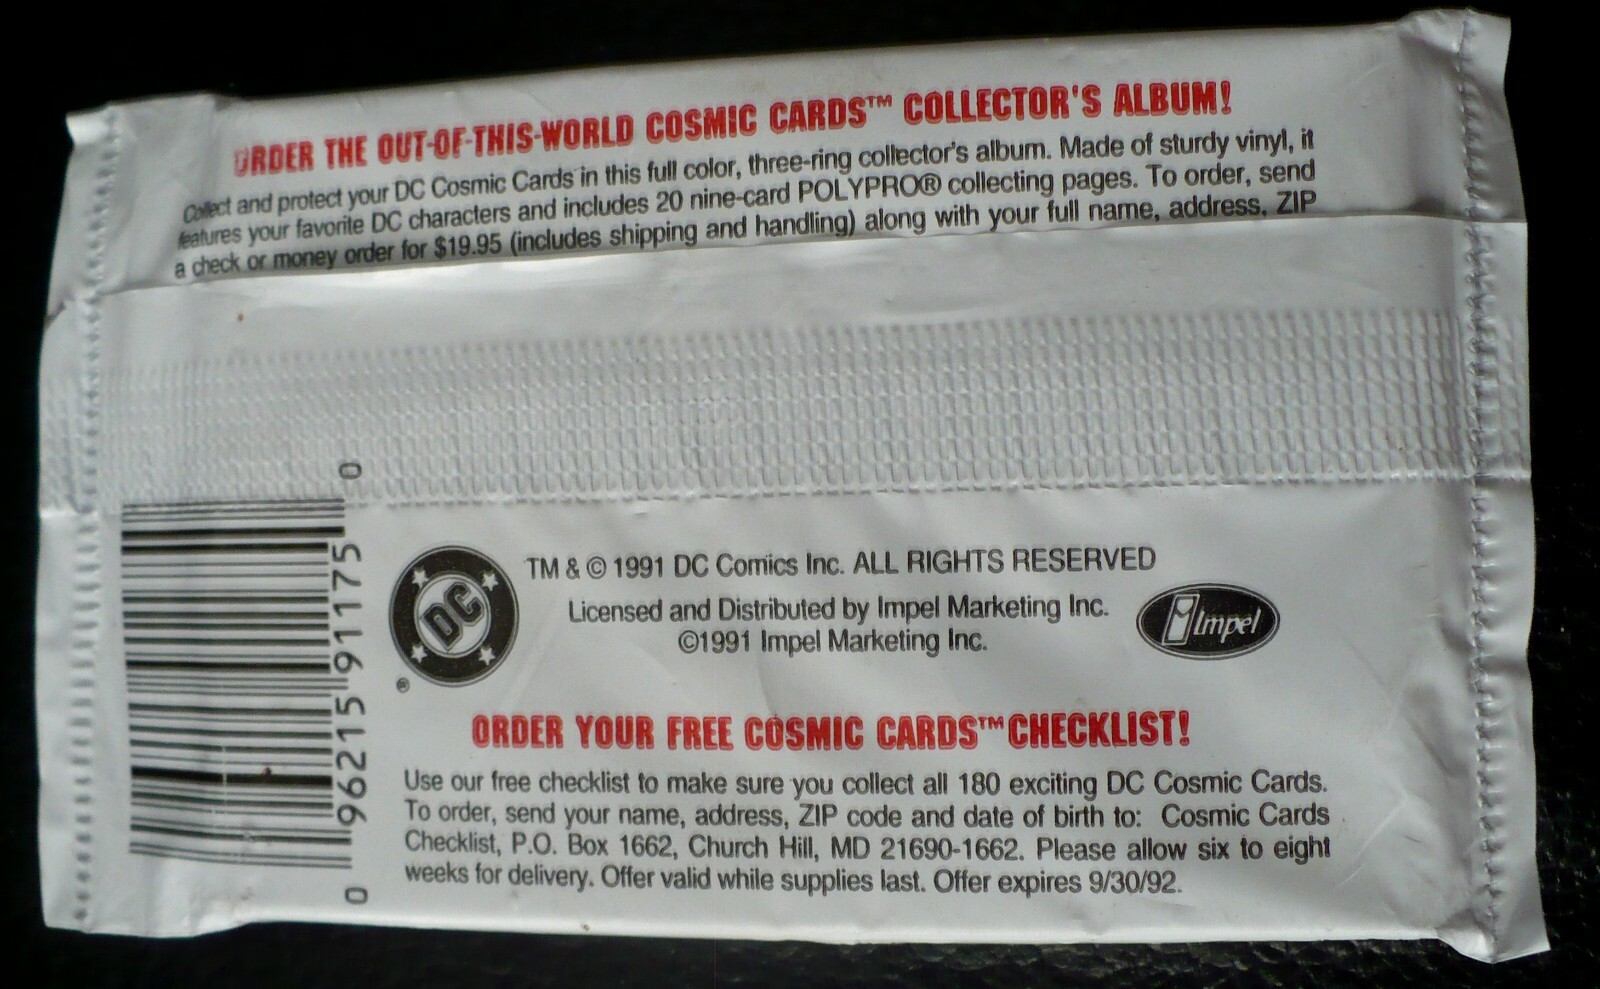 ORDER THE OUT-OF-THIS-WORLD COSMIC CARDS™ COLLECTOR'S ALBUM!
Collect and protect your DC Cosmic Cards in this full color, three-ring collector's album. Made of sturdy vinyl, it
features your favorite DC characters and includes 20 nine-card POLYPRO® collecting pages. To order, send
a check or money order for $19.95 (includes shipping and handling) along with your full name, address, ZIP
0 96215 91175 0
DC
®
TM & © 1991 DC Comics Inc. ALL RIGHTS RESERVED
Licensed and Distributed by Impel Marketing Inc.
©1991 Impel Marketing Inc.
Impel
ORDER YOUR FREE COSMIC CARDS™ CHECKLIST!
Use our free checklist to make sure you collect all 180 exciting DC Cosmic Cards.
To order, send your name, address, ZIP code and date of birth to: Cosmic Cards
Checklist, P.O. Box 1662, Church Hill, MD 21690-1662. Please allow six to eight
weeks for delivery. Offer valid while supplies last. Offer expires 9/30/92.